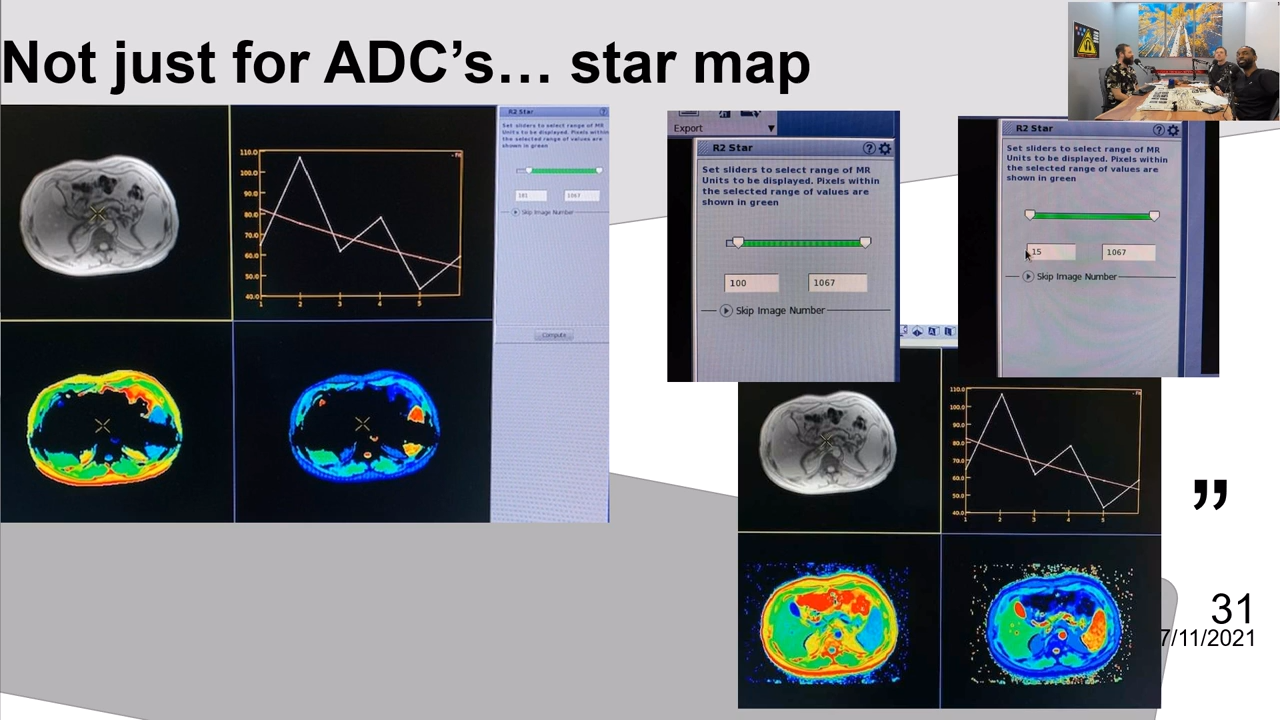 Not just for ADC's… star map
R2 Star
Set sliders to select range of MR
Units to be displayed. Pixels within
the selected range of values are
shown in green
181
1067
Skip Image Number
Compute
110.0
100.0
90.0
80.0
70.0
60.0
50.0
40.0
1 2 3 4 5
Export
R2 Star
Set sliders to select range of MR
Units to be displayed. Pixels within
the selected range of values are
shown in green
100 1067
Skip Image Number
R2 Star
Set sliders to select range of MR
Units to be displayed. Pixels within
the selected range of values are
shown in green
15 1067
Skip Image Number
110.0
100.0
90.0
80.0
70.0
60.0
50.0
40.0
1 2 3 4 5
”
31
7/11/2021